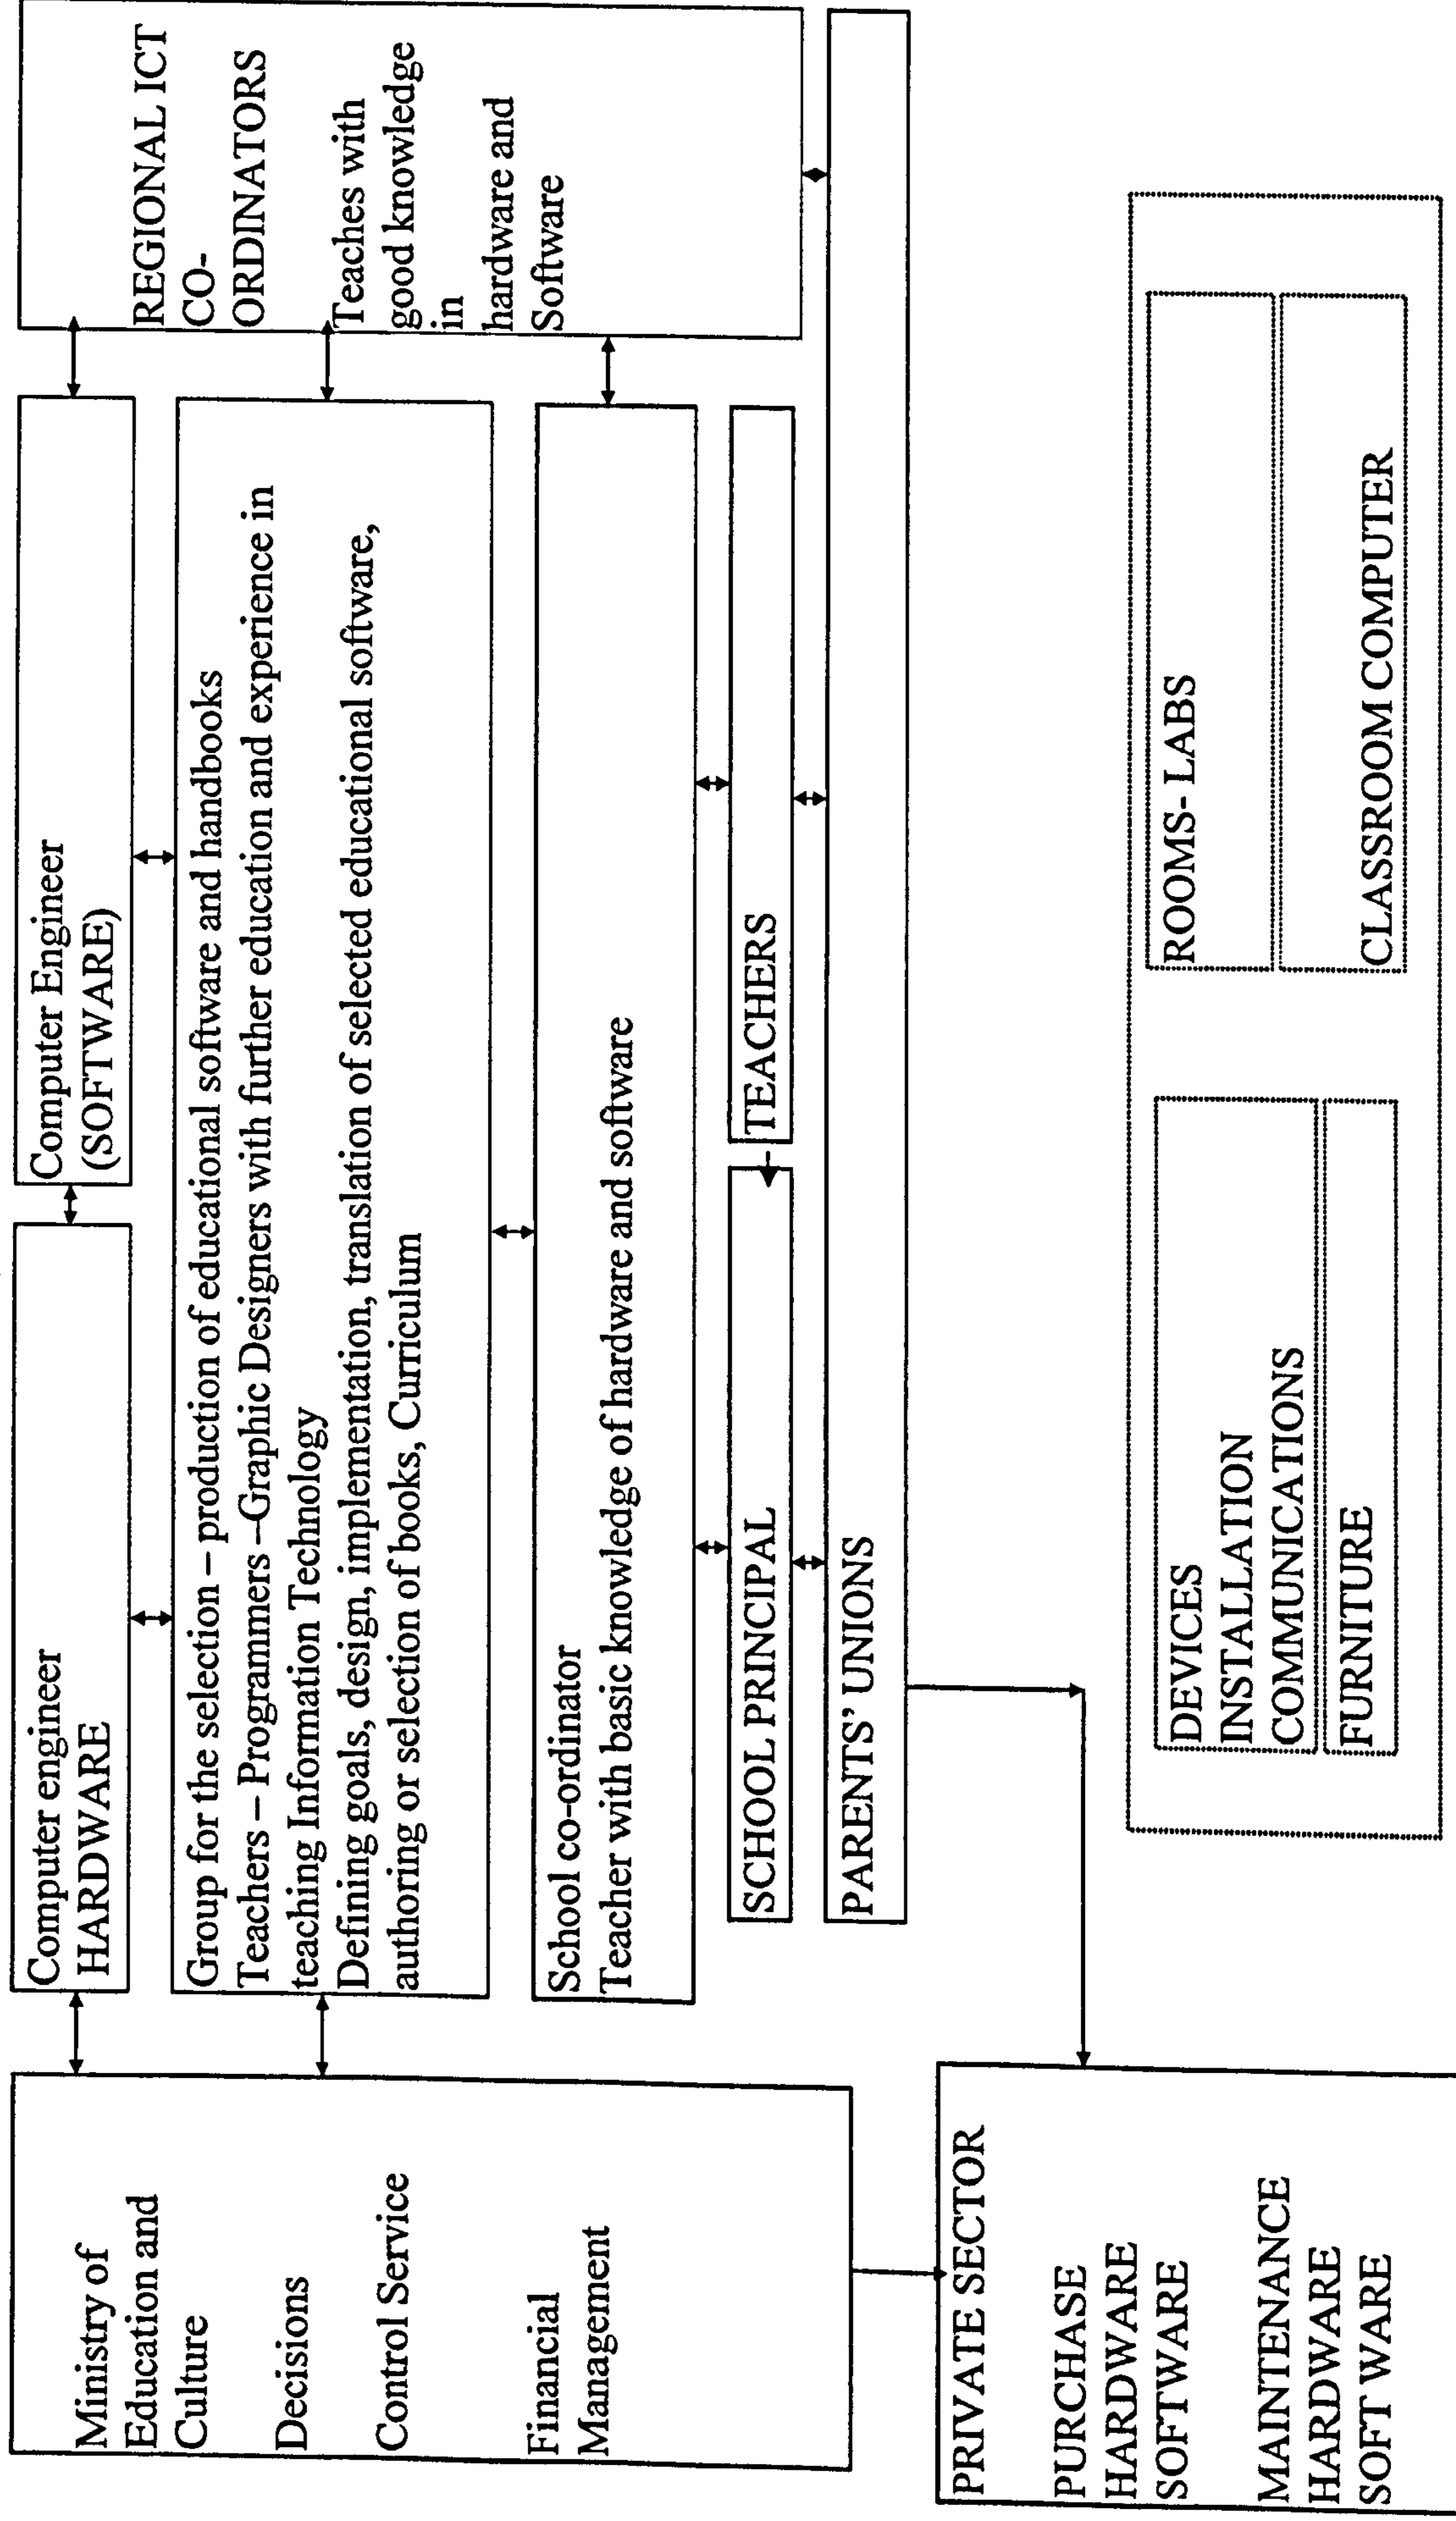 Ministry of
Education and
Culture
Decisions
Control Service
Financial
Management
Computer engineer
HARDWARE
Computer Engineer
(SOFTWARE)
REGIONAL ICT
CO-
ORDINATORS
Teaches with
good knowledge
in
hardware and
Software
Group for the selection – production of educational software and handbooks
Teachers – Programmers –Graphic Designers with further education and experience in
teaching Information Technology
Defining goals, design, implementation, translation of selected educational software,
authoring or selection of books, Curriculum
School co-ordinator
Teacher with basic knowledge of hardware and software
SCHOOL PRINCIPAL
TEACHERS
PARENTS' UNIONS
PRIVATE SECTOR
PURCHASE
HARDWARE
SOFTWARE
MAINTENANCE
HARDWARE
SOFT WARE
DEVICES
INSTALLATION
COMMUNICATIONS
FURNITURE
ROOMS- LABS
CLASSROOM COMPUTER